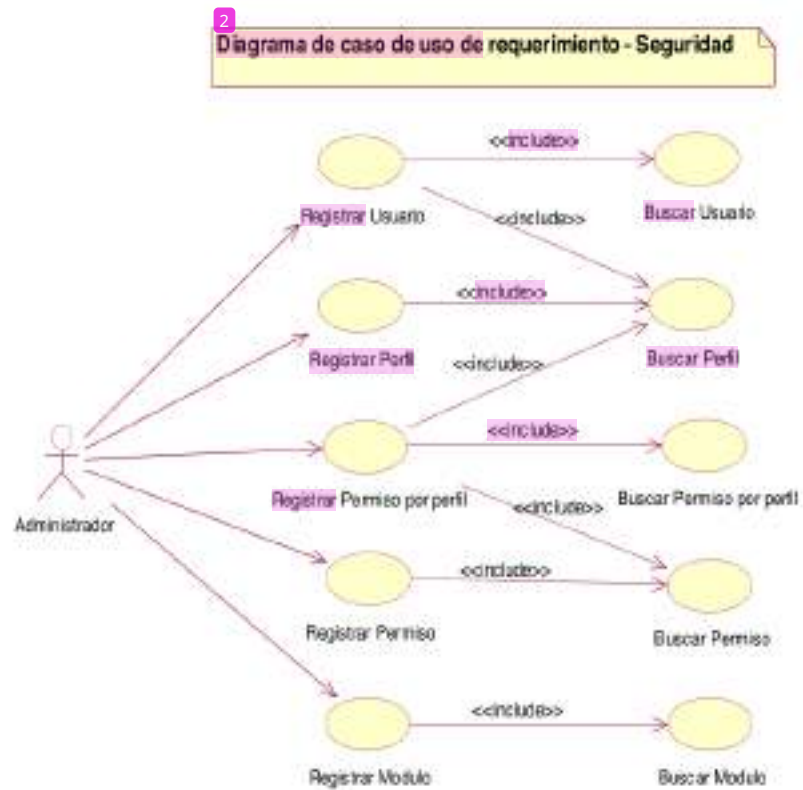 2
Diagrama de caso de uso de requerimiento - Seguridad
<<include>>
Registrar Usuario
Buscar Usuario
<<include>>
<<include>>
Registrar Perfil
Buscar Perfil
<<include>>
<<include>>
Registrar Permiso por perfil
Buscar Permiso por perfil
<<include>>
Administrador
<<include>>
Registrar Permiso
Buscar Permiso
<<include>>
Registrar Modulo
Buscar Modulo